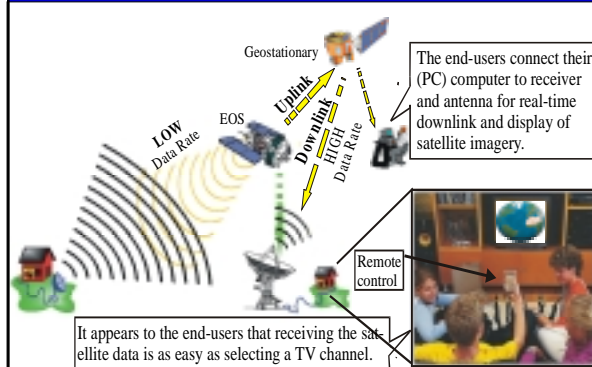 Geostationary
The end-users connect their
(PC) computer to receiver
and antenna for real-time
downlink and display of
satellite imagery.
Uplink
EOS
LOW
Data Rate
Downlink
HIGH
Data Rate
Remote
control
It appears to the end-users that receiving the sat-
ellite data is as easy as selecting a TV channel.